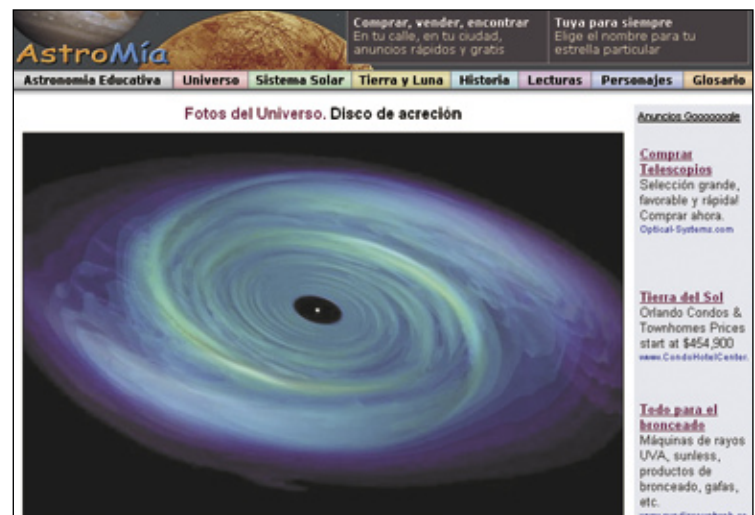 AstroMía
Comprar, vender, encontrar
En tu calle, en tu ciudad,
anuncios rápidos y gratis
Tuya para siempre
Elige el nombre para tu
estrella particular
Astronomía Educativa Universo Sistema Solar Tierra y Luna Historia Lecturas Personajes Glosario
Fotos del Universo. Disco de acreción
Anuncios Goooooogle
Comprar
Telescopios
Selección grande,
favorable y rápida!
Comprar ahora.
Optical-Systems.com
Tierra del Sol
Orlando Condos &
Townhomes Prices
start at $454,900
www.CondoHotelCenter.
Todo para el
bronceado
Máquinas de rayos
UVA, sunless,
productos de
bronceado, gafas,
etc.